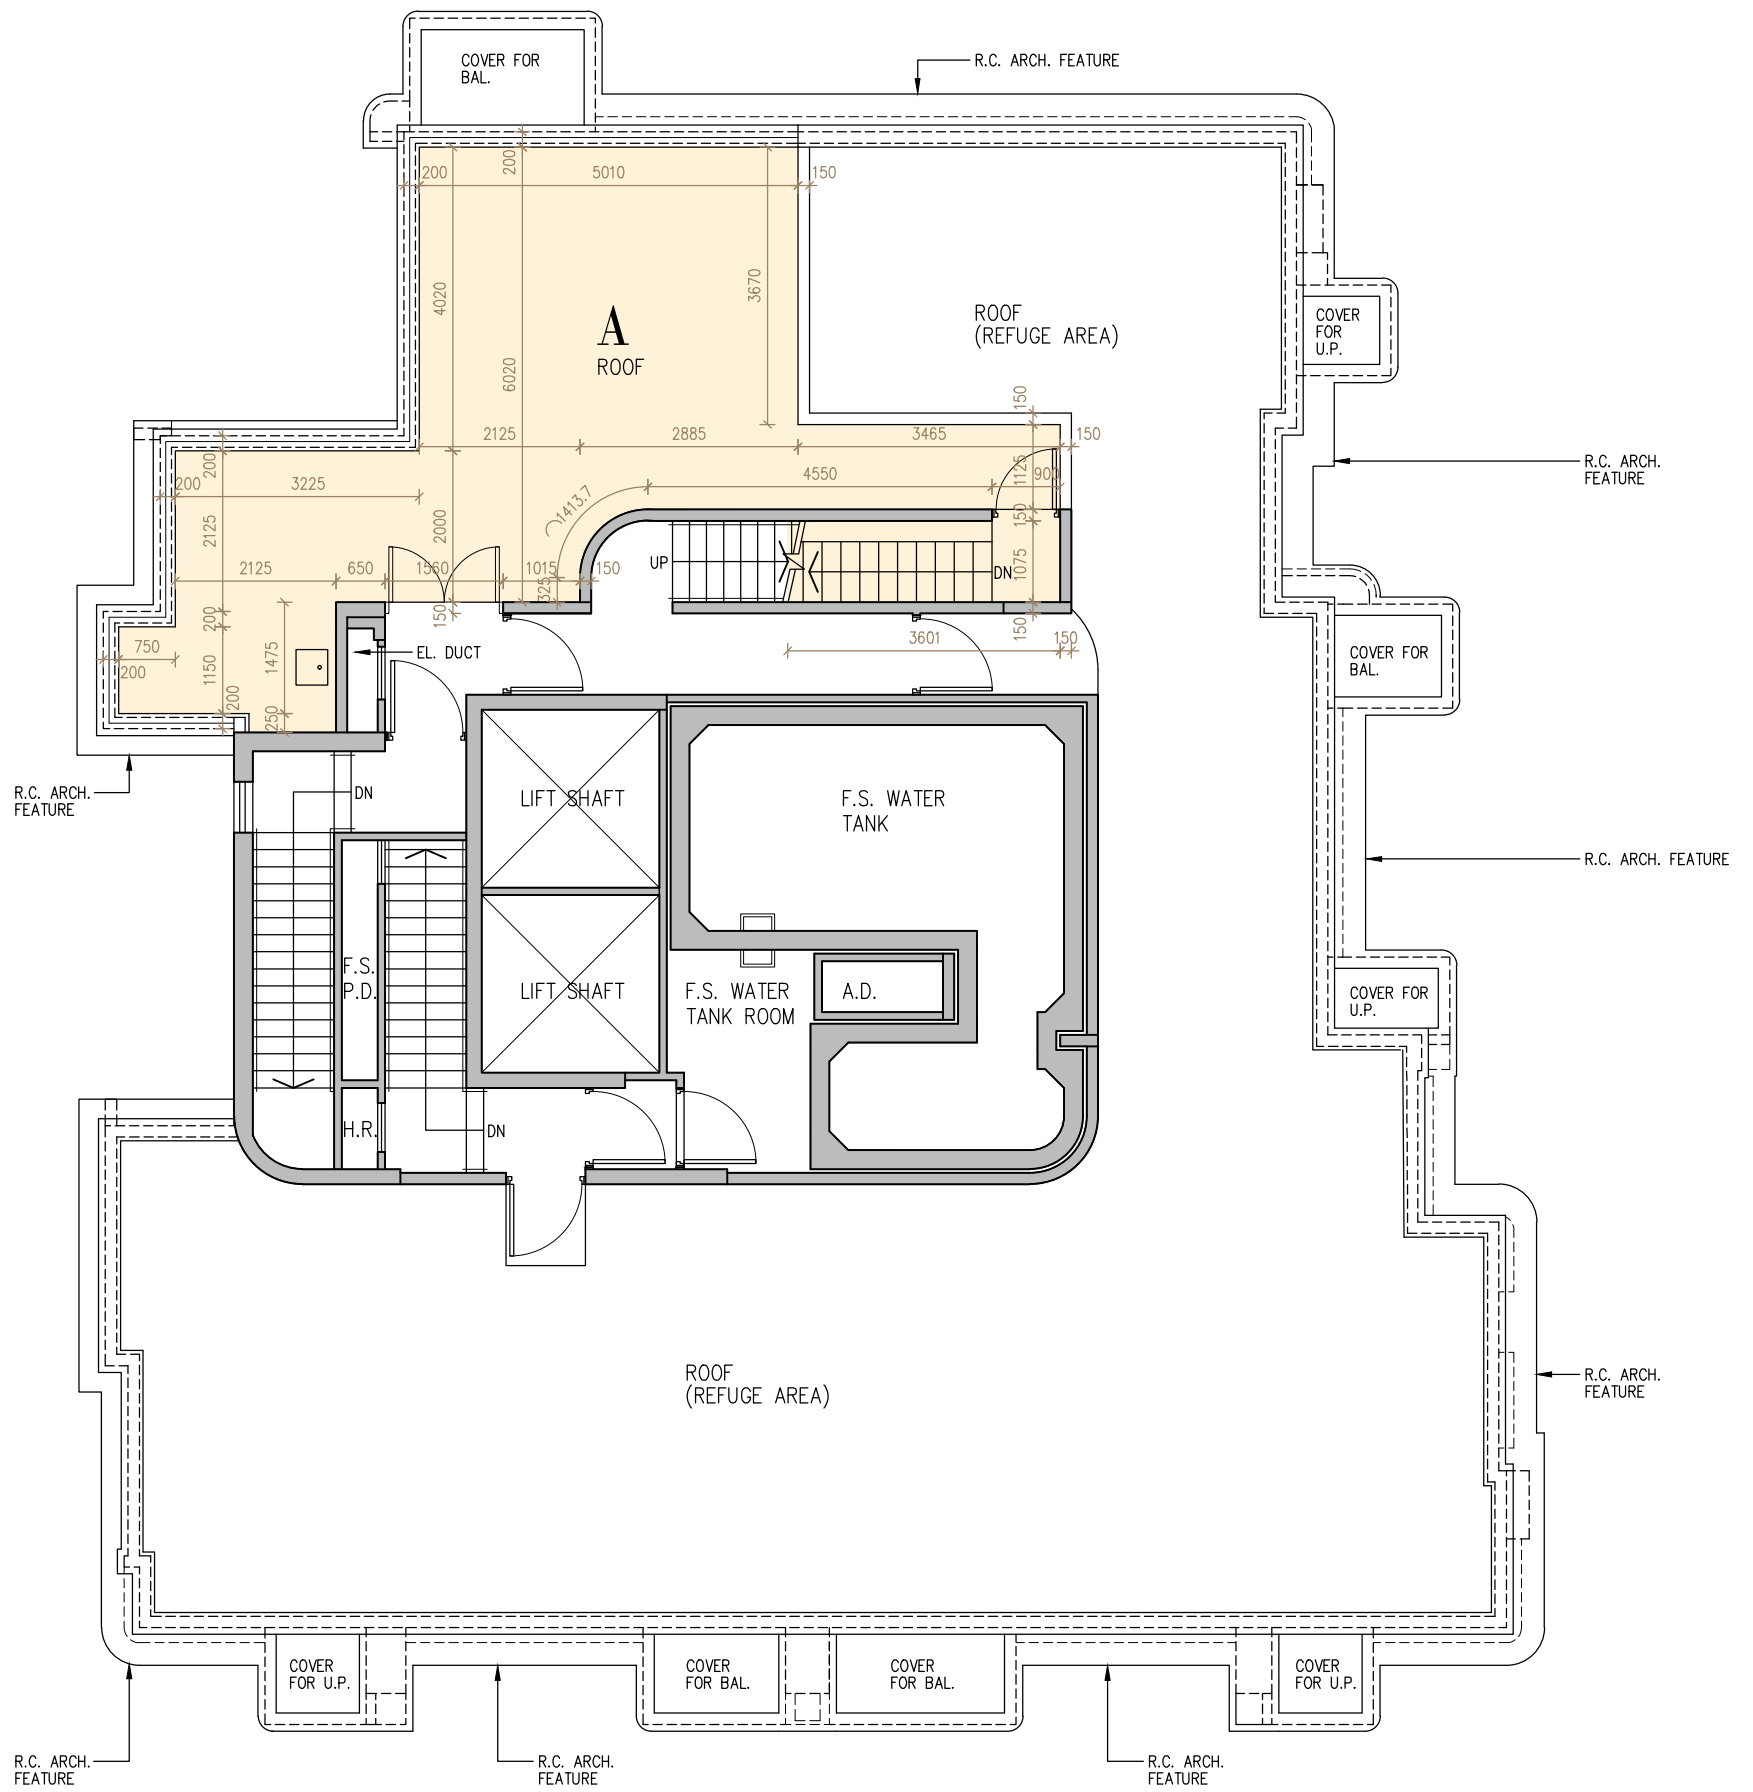 COVER FOR
BAL.
R.C. ARCH. FEATURE
200
200
5010
150
4020
3670
6020
A
ROOF
ROOF
(REFUGE AREA)
COVER
FOR
U.P.
150
2125
2885
3465
150
200
200
3225
4550
1125
900
R.C. ARCH.
FEATURE
1413.7
2125
2000
150
UP
1075
DN
2125
650
1560
1015
150
325
200
150
150
750
200
1150
1475
EL. DUCT
3601
150
COVER FOR
BAL.
200
250
R.C. ARCH.
FEATURE
DN
LIFT SHAFT
F.S. WATER
TANK
R.C. ARCH. FEATURE
F.S.
P.D.
LIFT SHAFT
F.S. WATER
TANK ROOM
A.D.
COVER FOR
U.P.
H.R.
DN
ROOF
(REFUGE AREA)
R.C. ARCH.
FEATURE
COVER
FOR U.P.
COVER
FOR BAL.
COVER
FOR BAL.
COVER
FOR U.P.
R.C. ARCH.
FEATURE
R.C. ARCH.
FEATURE
R.C. ARCH.
FEATURE